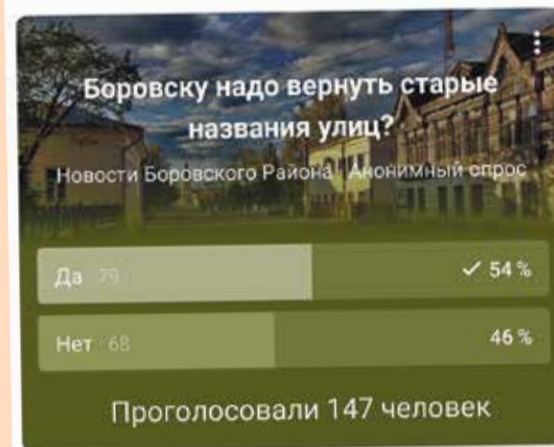 Боровску надо вернуть старые
названия улиц?
Новости Боровского Района Анонимный опрос
Да · 79 ✓ 54 %
Нет · 68 46 %
Проголосовали 147 человек